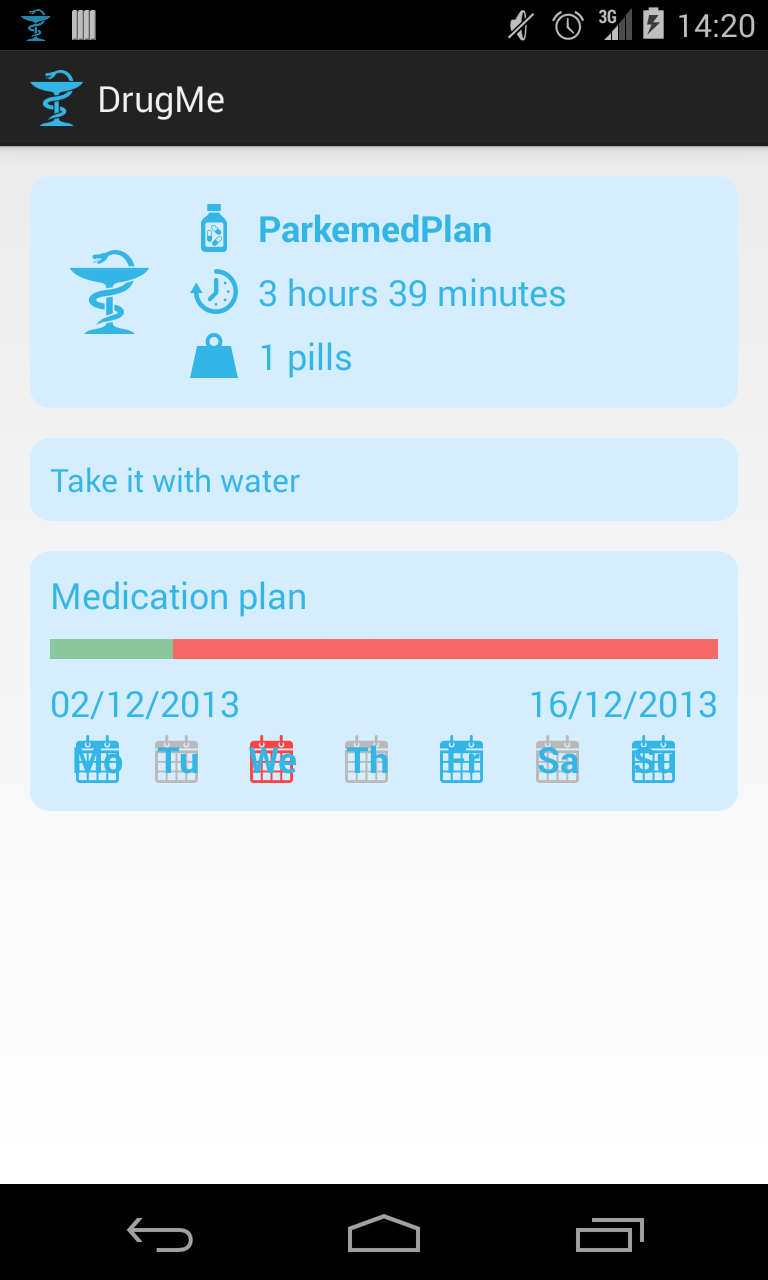 3G 14:20
DrugMe
ParkemedPlan
3 hours 39 minutes
1 pills
Take it with water
Medication plan
02/12/2013 16/12/2013
Mo Tu We Th Fr Sa Su